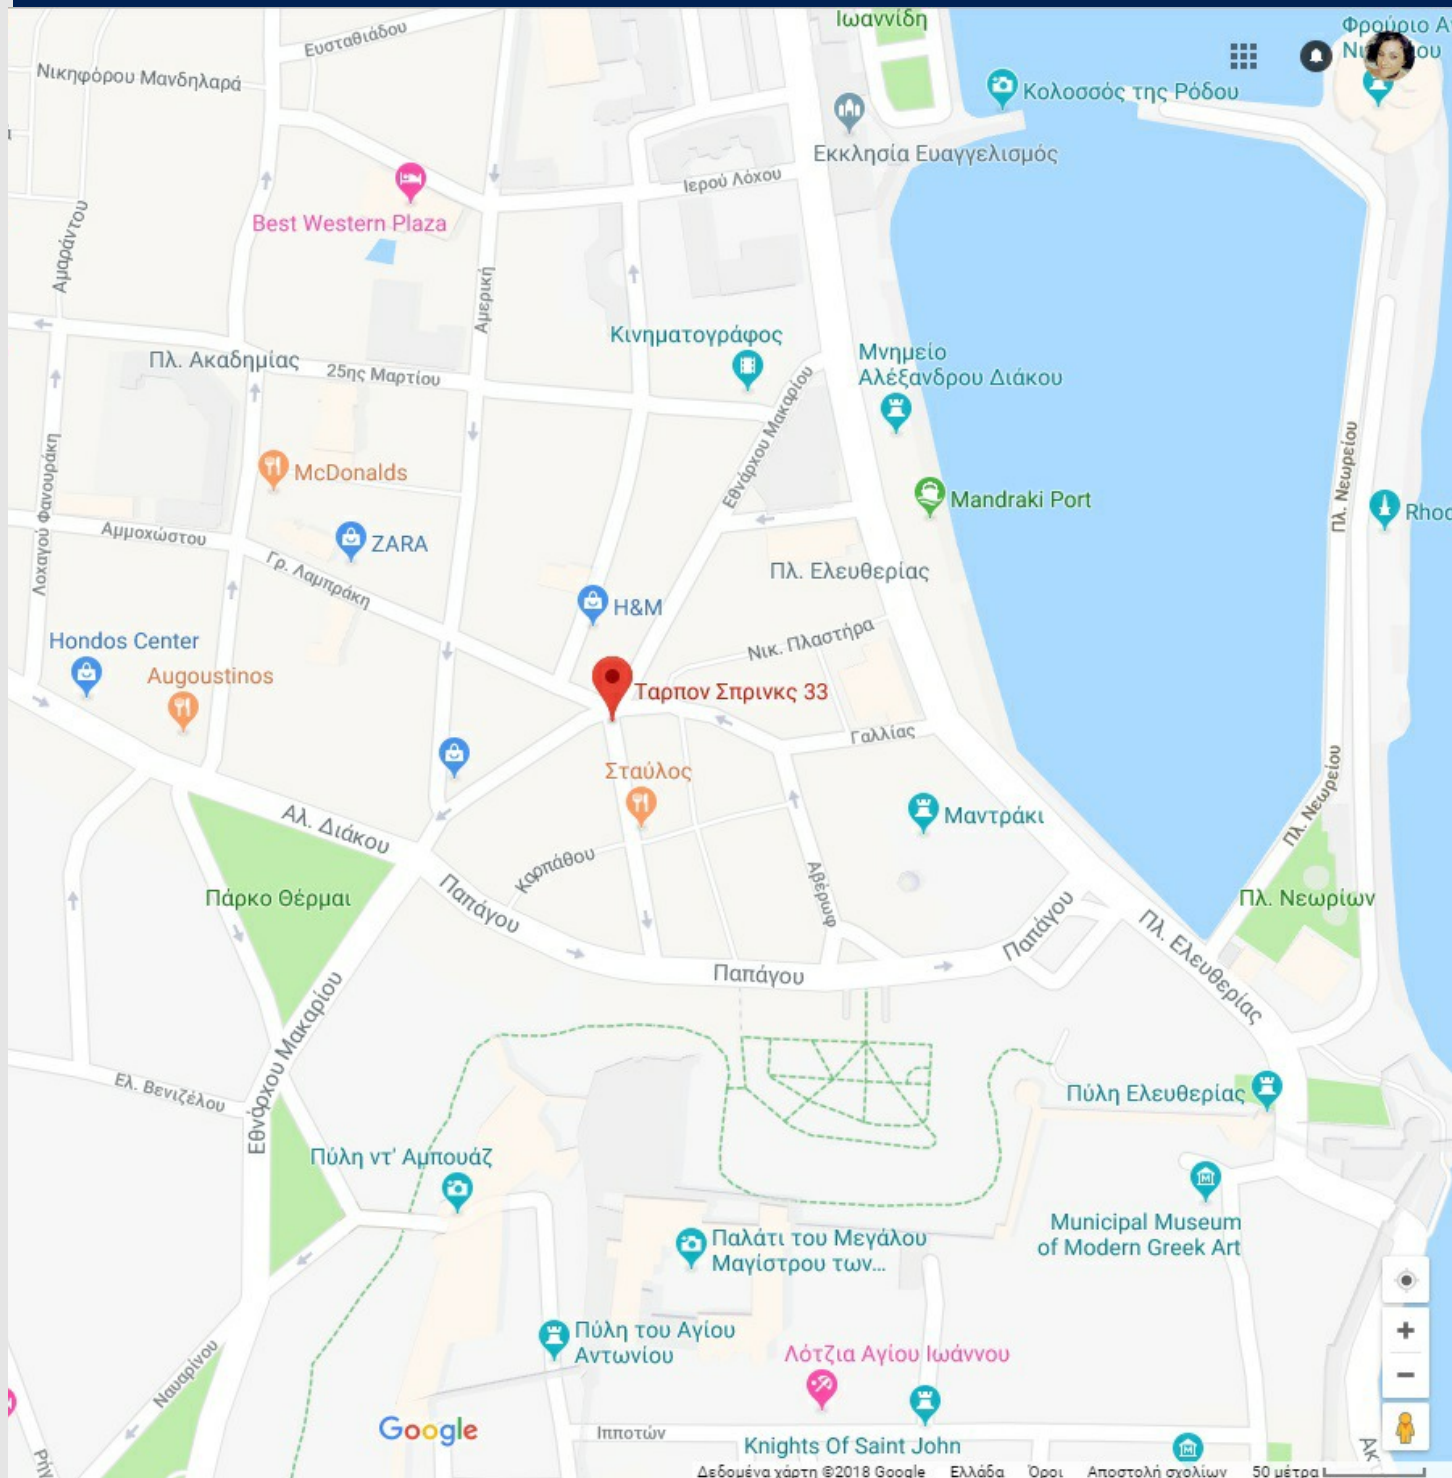 Ιωαννίδη
Ευσταθιάδου
Νικηφόρου Μανδηλαρά
Κολοσσός της Ρόδου
Εκκλησία Ευαγγελισμός
Ιερού Λόχου
Best Western Plaza
Αμαράντου
Αμερική
Κινηματογράφος
Μνημείο
Αλέξανδρου Διάκου
Πλ. Ακαδημίας
25ης Μαρτίου
Εθνάρχου Μακαρίου
McDonalds
Mandraki Port
Πλ. Νεωρείου
Λοχαγού Φανουράκη
Αμμοχώστου
ZARA
Γρ. Λαμπράκη
Πλ. Ελευθερίας
H&M
Νικ. Πλαστήρα
Hondos Center
Augoustinos
Ταρπον Σπρινκς 33
Γαλλίας
Σταύλος
Μαντράκι
Πλ. Νεωρείου
Αλ. Διάκου
Καρπάθου
Αβέρωφ
Πάρκο Θέρμαι
Παπάγου
Παπάγου
Παπάγου
Πλ. Νεωρίων
Πλ. Ελευθερίας
Εθνάρχου Μακαρίου
Ελ. Βενιζέλου
Πύλη Ελευθερίας
Πύλη ντ' Αμπουάζ
Municipal Museum
of Modern Greek Art
Παλάτι του Μεγάλου
Μαγίστρου των...
Πύλη του Αγίου
Αντωνίου
Λότζια Αγίου Ιωάννου
Ναυαρίνου
Google
Ιπποτών
Knights Of Saint John
Δεδομένα χάρτη ©2018 Google Ελλάδα Όροι Αποστολή σχολίων 50 μέτρα